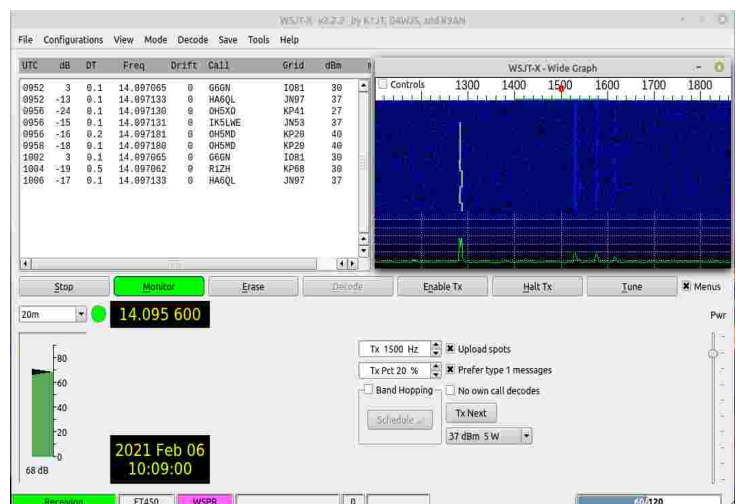 WSJT-X v2.2.2 by K1JT, G4WJS, and K9AN
File Configurations View Mode Decode Save Tools Help
UTC dB DT Freq Drift Call Grid dBm
0952 3 0.1 14.097065 0 G6GN IO81 30
0952 -13 0.1 14.097133 0 HA6QL JN97 37
0956 -24 0.1 14.097130 0 OH5XO KP41 27
0956 -15 0.1 14.097131 0 IK5LWE JN53 37
0956 -16 0.2 14.097181 0 OH5MD KP20 40
0958 -18 0.1 14.097180 0 OH5MD KP20 40
1002 3 0.1 14.097065 0 G6GN IO81 30
1004 -19 0.5 14.097062 0 R1ZH KP68 30
1006 -17 0.1 14.097133 0 HA6QL JN97 37
WSJT-X - Wide Graph
Controls 1300 1400 1500 1600 1700 1800
Stop Monitor Erase Decode Enable Tx Halt Tx Tune Menus
20m 14.095 600 Pwr
Tx 1500 Hz Upload spots
Tx Pct 20 % Prefer type 1 messages
Band Hopping No own call decodes
Schedule ... Tx Next
37 dBm 5 W
-80
-60
-40
-20
-0
68 dB
2021 Feb 06
10:09:00
Receiving FT450 WSPR 0 60/120